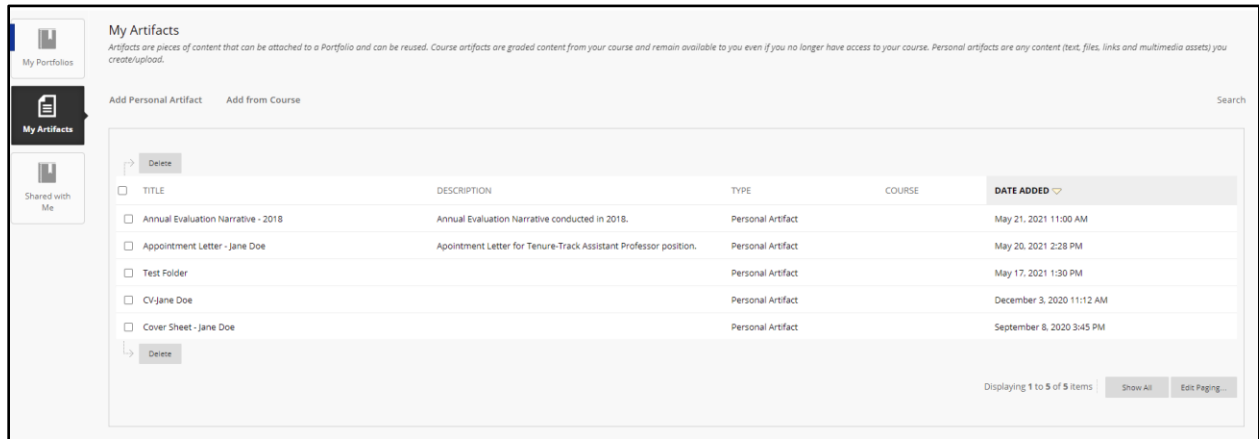 My Portfolios
My Artifacts
Shared with
Me
My Artifacts
Artifacts are pieces of content that can be attached to a Portfolio and can be reused. Course artifacts are graded content from your course and remain available to you even if you no longer have access to your course. Personal artifacts are any content (text, files, links and multimedia assets) you
create/upload.
Add Personal Artifact Add from Course Search
Delete
TITLE DESCRIPTION TYPE COURSE DATE ADDED
Annual Evaluation Narrative - 2018 Annual Evaluation Narrative conducted in 2018. Personal Artifact May 21, 2021 11:00 AM
Appointment Letter - Jane Doe Apointment Letter for Tenure-Track Assistant Professor position. Personal Artifact May 20, 2021 2:28 PM
Test Folder Personal Artifact May 17, 2021 1:30 PM
CV-Jane Doe Personal Artifact December 3, 2020 11:12 AM
Cover Sheet - Jane Doe Personal Artifact September 8, 2020 3:45 PM
Delete
Displaying 1 to 5 of 5 items Show All Edit Paging...